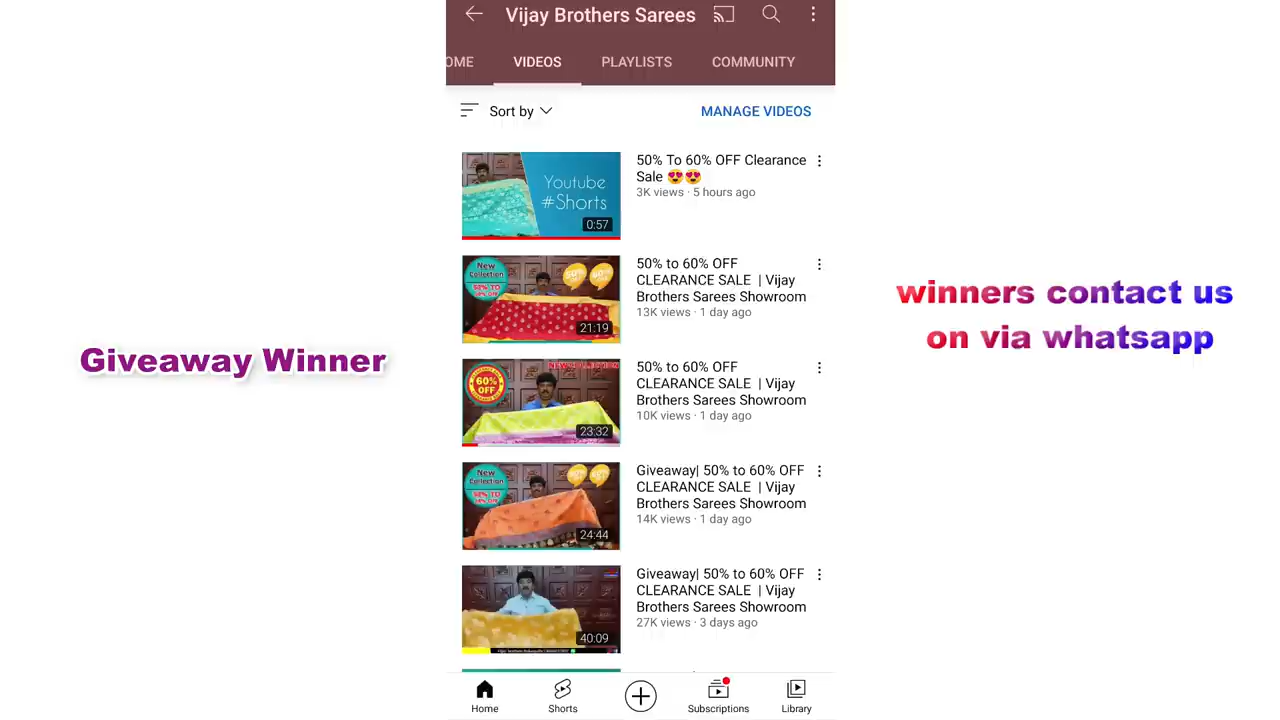 Vijay Brothers Sarees
OME VIDEOS PLAYLISTS COMMUNITY
Sort by MANAGE VIDEOS
Youtube
#Shorts
0:57
50% To 60% OFF Clearance
Sale 😍😍
3K views · 5 hours ago
New
Collection
50% TO
21:19
50% to 60% OFF
CLEARANCE SALE | Vijay
Brothers Sarees Showroom
13K views · 1 day ago
NEW COLLECTION
60%
OFF
23:32
50% to 60% OFF
CLEARANCE SALE | Vijay
Brothers Sarees Showroom
10K views · 1 day ago
New
Collection
50% TO
24:44
Giveaway| 50% to 60% OFF
CLEARANCE SALE | Vijay
Brothers Sarees Showroom
14K views · 1 day ago
40:09
Giveaway| 50% to 60% OFF
CLEARANCE SALE | Vijay
Brothers Sarees Showroom
27K views · 3 days ago
Home Shorts Subscriptions Library
Giveaway Winner
winners contact us
on via whatsapp